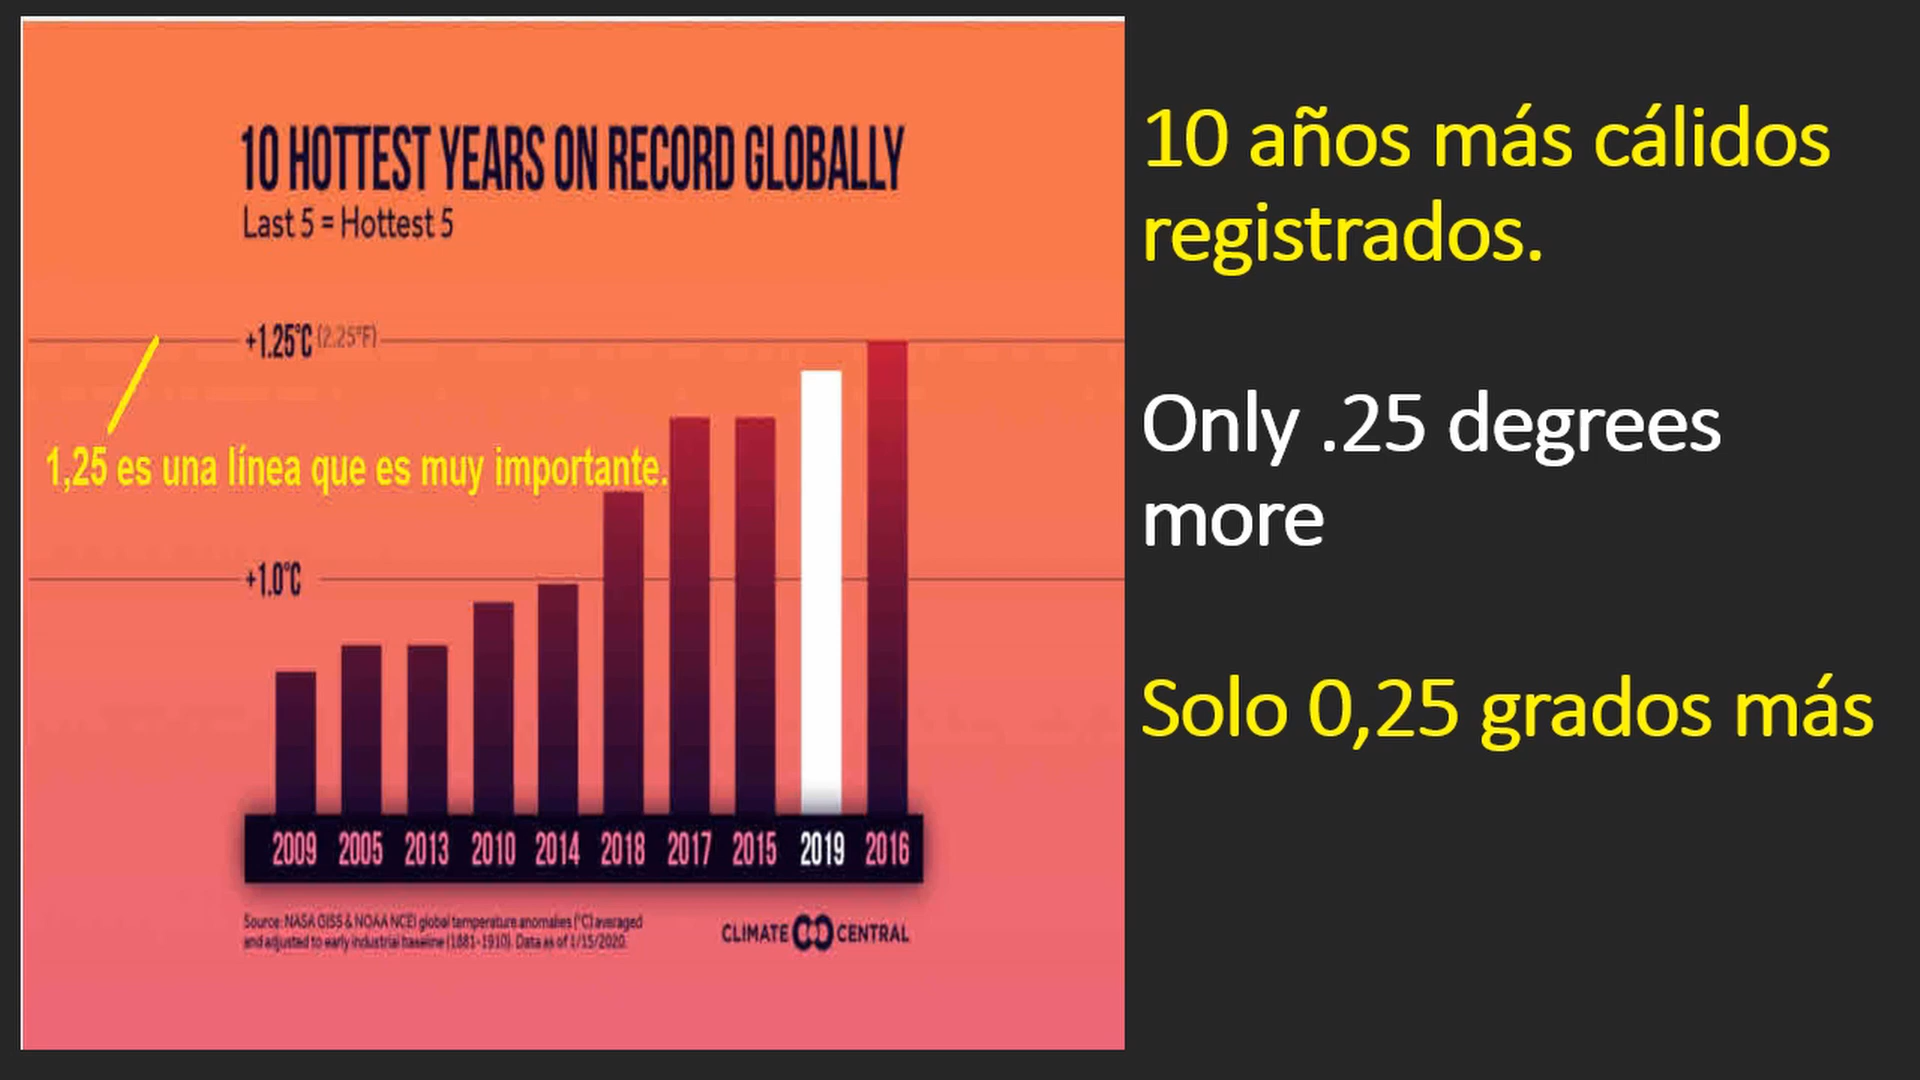 10 HOTTEST YEARS ON RECORD GLOBALLY
Last 5 = Hottest 5
+1.25°C (2.25°F)
1,25 es una línea que es muy importante.
+1.0°C
2009 2005 2013 2010 2014 2018 2017 2015 2019 2016
Source: NASA GISS & NOAA NCEI global temperature anomalies (°C) averaged
and adjusted to early industrial baseline (1881-1910). Data as of 1/15/2020.
CLIMATE CENTRAL
10 años más cálidos
registrados.
Only .25 degrees
more
Solo 0,25 grados más